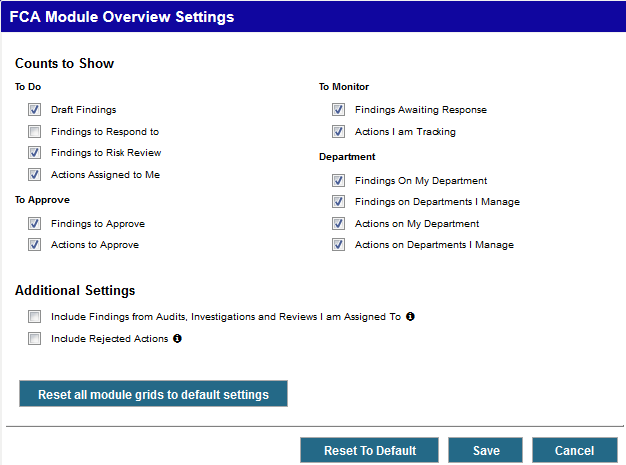 FCA Module Overview Settings
Counts to Show
To Do
Draft Findings
Findings to Respond to
Findings to Risk Review
Actions Assigned to Me
To Approve
Findings to Approve
Actions to Approve
To Monitor
Findings Awaiting Response
Actions I am Tracking
Department
Findings On My Department
Findings on Departments I Manage
Actions on My Department
Actions on Departments I Manage
Additional Settings
Include Findings from Audits, Investigations and Reviews I am Assigned To
Include Rejected Actions
Reset all module grids to default settings
Reset To Default
Save
Cancel